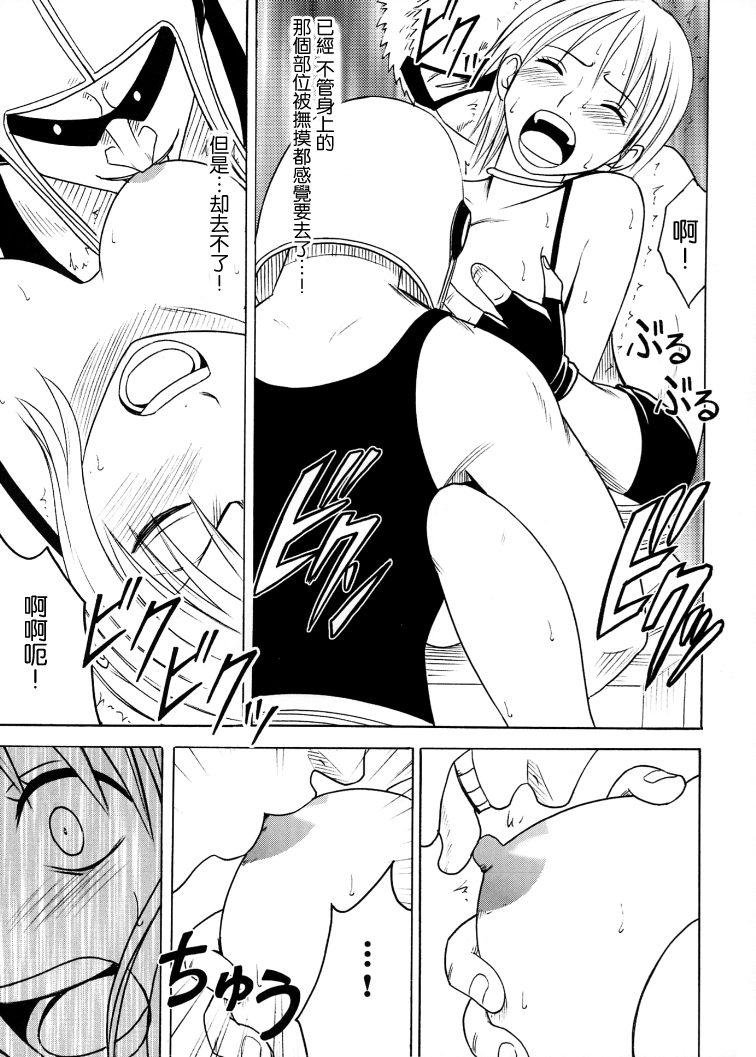 ビクッ
已經 不管身上的
那個部位被撫摸都感覺要去了…!
啊!
ぶる
ぶる
ビクン
ビクッ
但是…却去不了!
啊啊呃!
ビク
ビクッ
…!
ちゅう